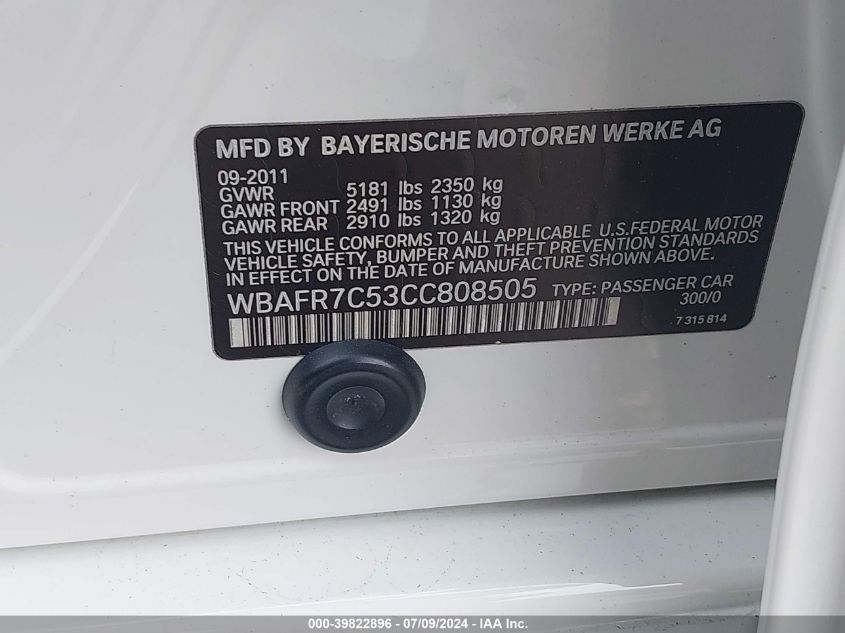 MFD BY BAYERISCHE MOTOREN WERKE AG
09-2011
GVWR 5181 lbs 2350 kg
GAWR FRONT 2491 lbs 1130 kg
GAWR REAR 2910 lbs 1320 kg
THIS VEHICLE CONFORMS TO ALL APPLICABLE U.S.FEDERAL MOTOR
VEHICLE SAFETY, BUMPER AND THEFT PREVENTION STANDARDS
IN EFFECT ON THE DATE OF MANUFACTURE SHOWN ABOVE.
WBAFR7C53CC808505 TYPE: PASSENGER CAR
300/0
7 315 814
000-39822896 - 07/09/2024 - IAA Inc.